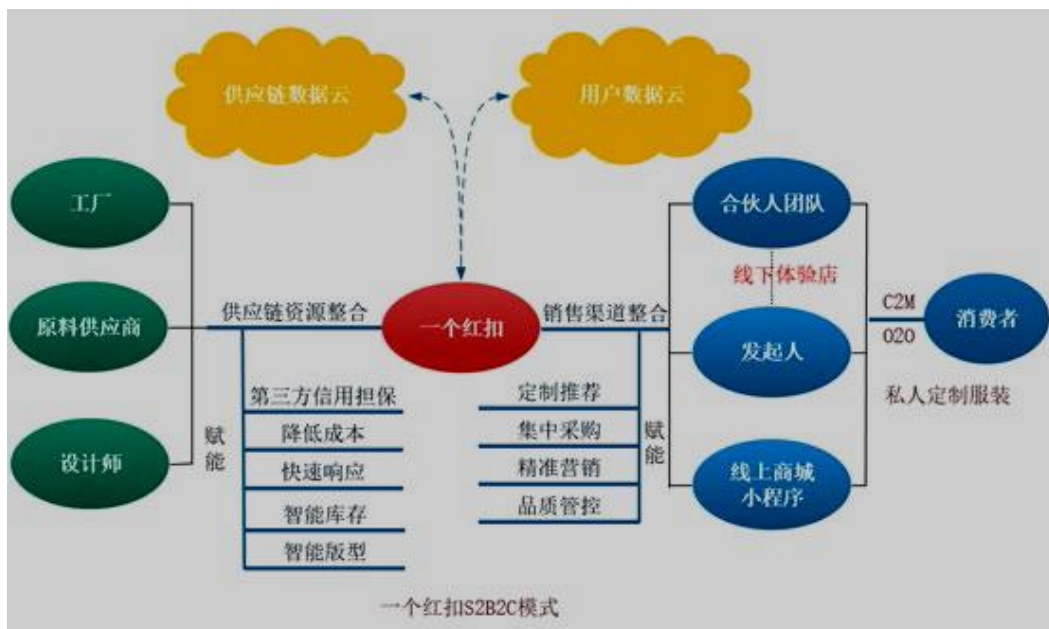 供应链数据云
用户数据云
工厂
合伙人团队
线下体验店
供应链资源整合
一个红扣
销售渠道整合
C2M
消费者
原料供应商
发起人
O2O
私人定制服装
第三方信用担保
降低成本
快速响应
智能库存
智能版型
赋能
定制推荐
集中采购
精准营销
品质管控
赋能
设计师
线上商城
小程序
一个红扣S2B2C模式